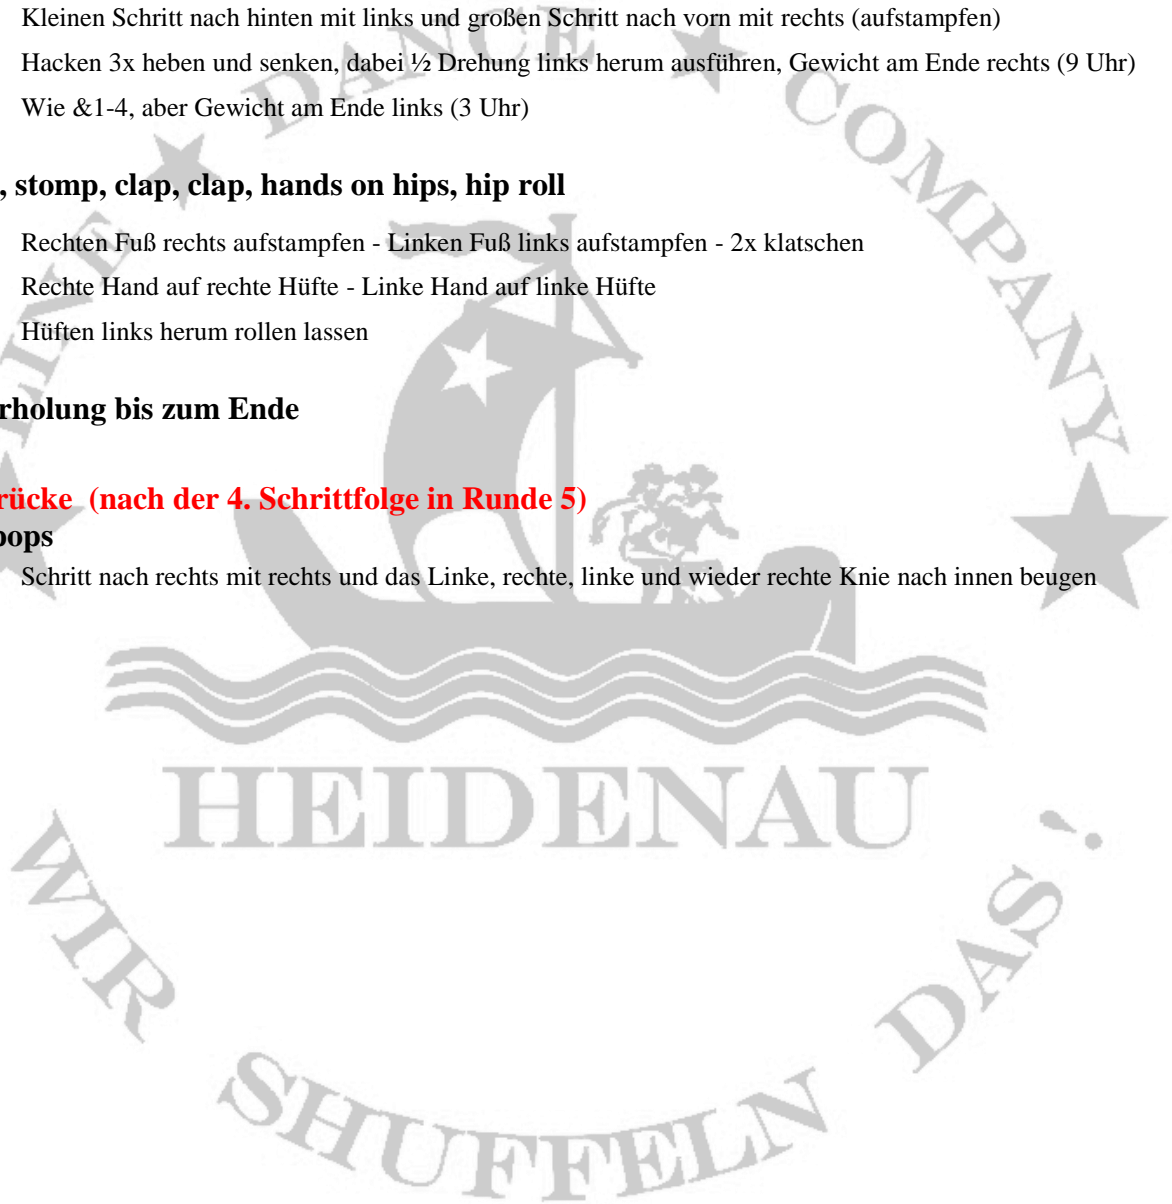 Kleinen Schritt nach hinten mit links und großen Schritt nach vorn mit rechts (aufstampfen)
Hacken 3x heben und senken, dabei ½ Drehung links herum ausführen, Gewicht am Ende rechts (9 Uhr)
Wie &1-4, aber Gewicht am Ende links (3 Uhr)
, stomp, clap, clap, hands on hips, hip roll
Rechten Fuß rechts aufstampfen - Linken Fuß links aufstampfen - 2x klatschen
Rechte Hand auf rechte Hüfte - Linke Hand auf linke Hüfte
Hüften links herum rollen lassen
rholung bis zum Ende
rücke (nach der 4. Schrittfolge in Runde 5)
pops
Schritt nach rechts mit rechts und das Linke, rechte, linke und wieder rechte Knie nach innen beugen
LINE ★ DANCE ★ COMPANY
HEIDENAU
WIR SHUFFELN DAS !